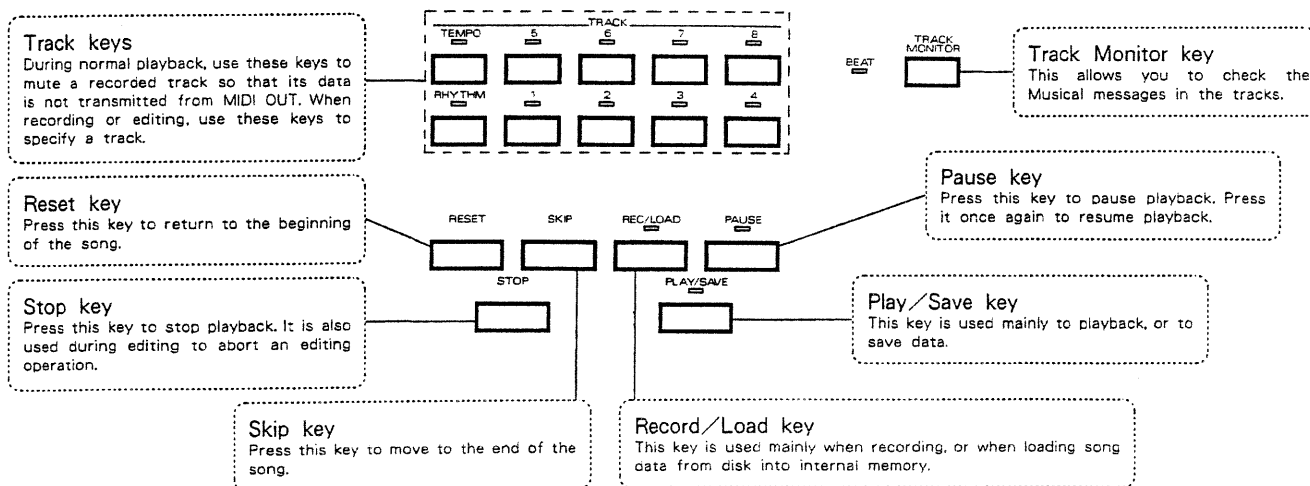 TRACK
TEMPO 5 6 7 8
RHYTHM 1 2 3 4
BEAT
TRACK
MONITOR
Track keys
During normal playback, use these keys to
mute a recorded track so that its data
is not transmitted from MIDI OUT. When
recording or editing, use these keys to
specify a track.
Track Monitor key
This allows you to check the
Musical messages in the tracks.
Reset key
Press this key to return to the beginning
of the song.
RESET SKIP REC/LOAD PAUSE
STOP PLAY/SAVE
Pause key
Press this key to pause playback. Press
it once again to resume playback.
Stop key
Press this key to stop playback. It is also
used during editing to abort an editing
operation.
Play/Save key
This key is used mainly to playback, or to
save data.
Skip key
Press this key to move to the end of the
song.
Record/Load key
This key is used mainly when recording, or when loading song
data from disk into internal memory.